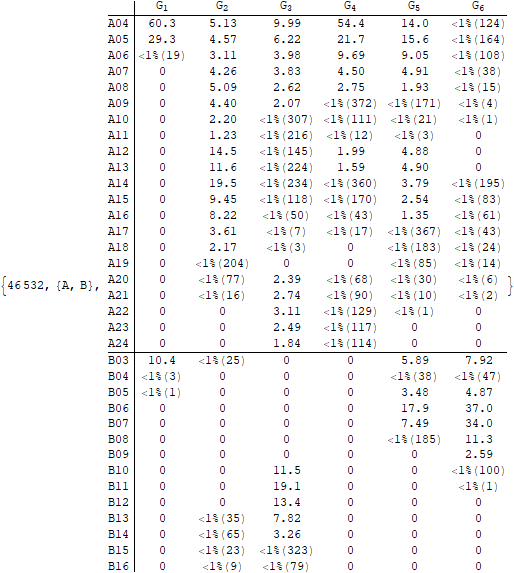 G1 G2 G3 G4 G5 G6
A04 60.3 5.13 9.99 54.4 14.0 <1%(124)
A05 29.3 4.57 6.22 21.7 15.6 <1%(164)
A06 <1%(19) 3.11 3.98 9.69 9.05 <1%(108)
A07 0 4.26 3.83 4.50 4.91 <1%(38)
A08 0 5.09 2.62 2.75 1.93 <1%(15)
A09 0 4.40 2.07 <1%(372) <1%(171) <1%(4)
A10 0 2.20 <1%(307) <1%(111) <1%(21) <1%(1)
A11 0 1.23 <1%(216) <1%(12) <1%(3) 0
A12 0 14.5 <1%(145) 1.99 4.88 0
A13 0 11.6 <1%(224) 1.59 4.90 0
A14 0 19.5 <1%(234) <1%(360) 3.79 <1%(195)
A15 0 9.45 <1%(118) <1%(170) 2.54 <1%(83)
A16 0 8.22 <1%(50) <1%(43) 1.35 <1%(61)
A17 0 3.61 <1%(7) <1%(17) <1%(367) <1%(43)
A18 0 2.17 <1%(3) 0 <1%(183) <1%(24)
A19 0 <1%(204) 0 0 <1%(85) <1%(14)
{46 532, {A, B}, A20 0 <1%(77) 2.39 <1%(68) <1%(30) <1%(6) }
A21 0 <1%(16) 2.74 <1%(90) <1%(10) <1%(2)
A22 0 0 3.11 <1%(129) <1%(1) 0
A23 0 0 2.49 <1%(117) 0 0
A24 0 0 1.84 <1%(114) 0 0
B03 10.4 <1%(25) 0 0 5.89 7.92
B04 <1%(3) 0 0 0 <1%(38) <1%(47)
B05 <1%(1) 0 0 0 3.48 4.87
B06 0 0 0 0 17.9 37.0
B07 0 0 0 0 7.49 34.0
B08 0 0 0 0 <1%(185) 11.3
B09 0 0 0 0 0 2.59
B10 0 0 11.5 0 0 <1%(100)
B11 0 0 19.1 0 0 <1%(1)
B12 0 0 13.4 0 0 0
B13 0 <1%(35) 7.82 0 0 0
B14 0 <1%(65) 3.26 0 0 0
B15 0 <1%(23) <1%(323) 0 0 0
B16 0 <1%(9) <1%(79) 0 0 0